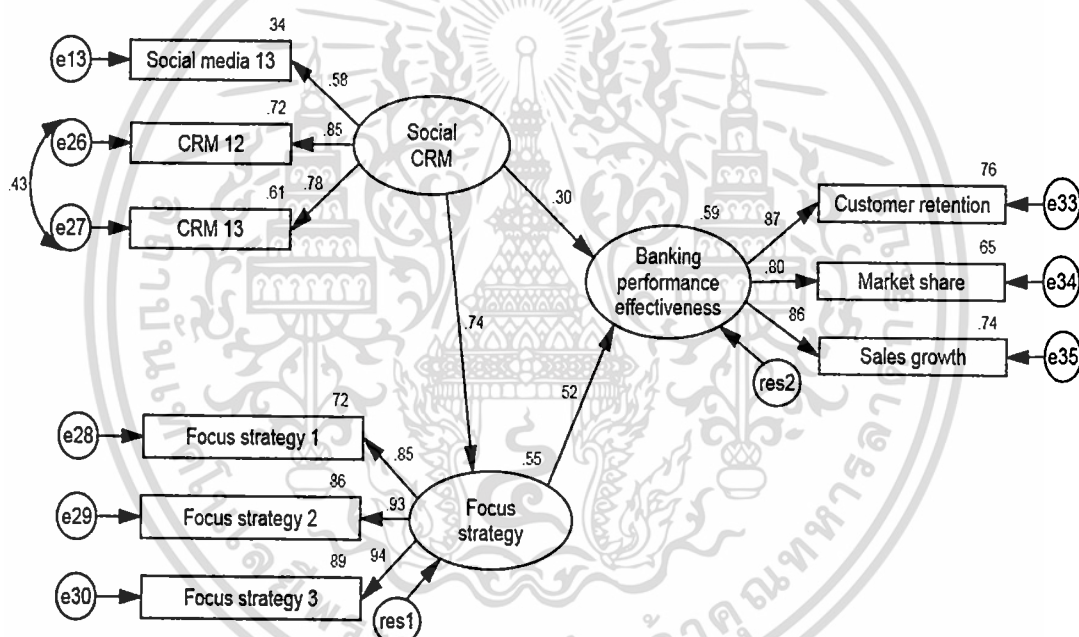 34
e13
Social media 13
.58
.72
e26
CRM 12
.85
Social
CRM
.43
.61
.78
e27
CRM 13
.30
.59
87
76
Customer retention
e33
Banking
performance
effectiveness
.80
65
Market share
e34
86
.74
Sales growth
e35
res2
.74
52
72
e28
Focus strategy 1
.85
.55
86
e29
Focus strategy 2
.93
Focus
strategy
89
94
e30
Focus strategy 3
res1